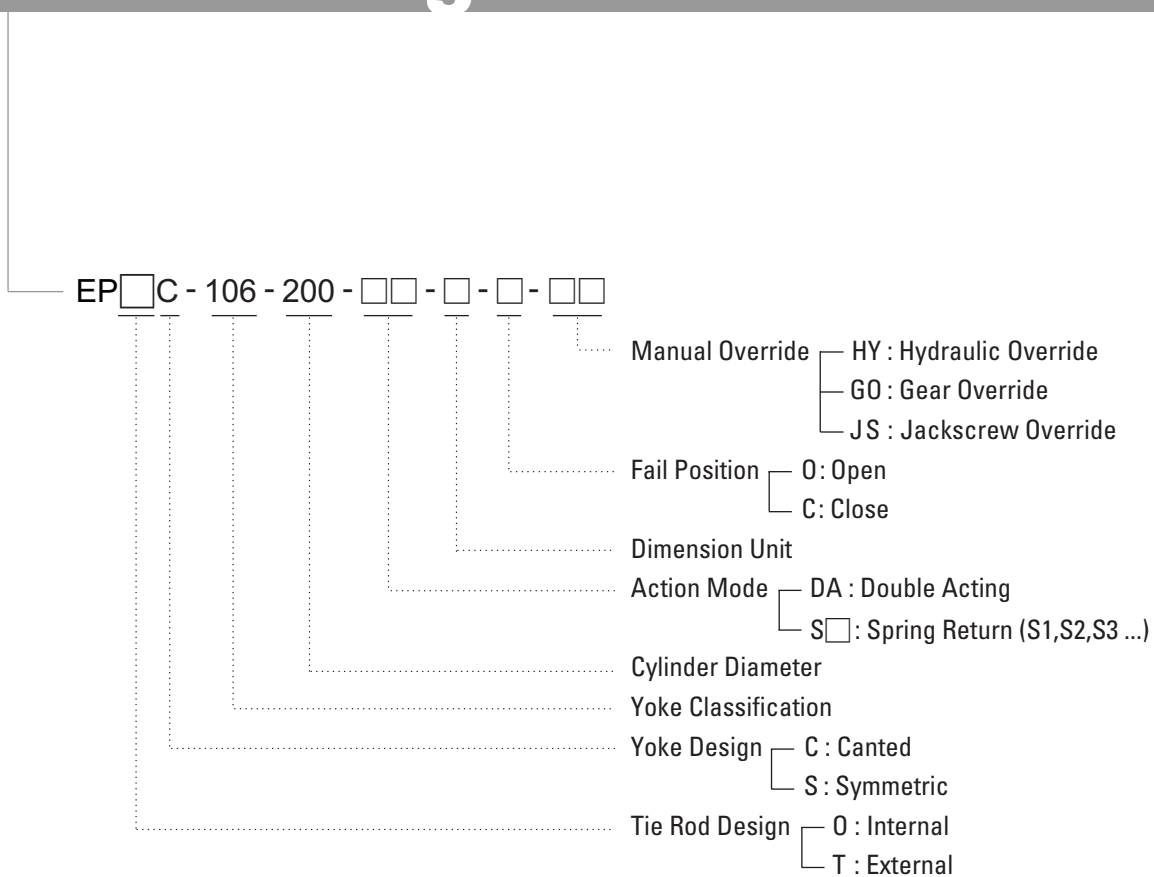 EP□C - 106 - 200 - □□ - □ - □ - □□
Manual Override HY : Hydraulic Override
GO : Gear Override
JS : Jackscrew Override
Fail Position O : Open
C : Close
Dimension Unit
Action Mode DA : Double Acting
S□ : Spring Return (S1,S2,S3 ...)
Cylinder Diameter
Yoke Classification
Yoke Design C : Canted
S : Symmetric
Tie Rod Design O : Internal
T : External